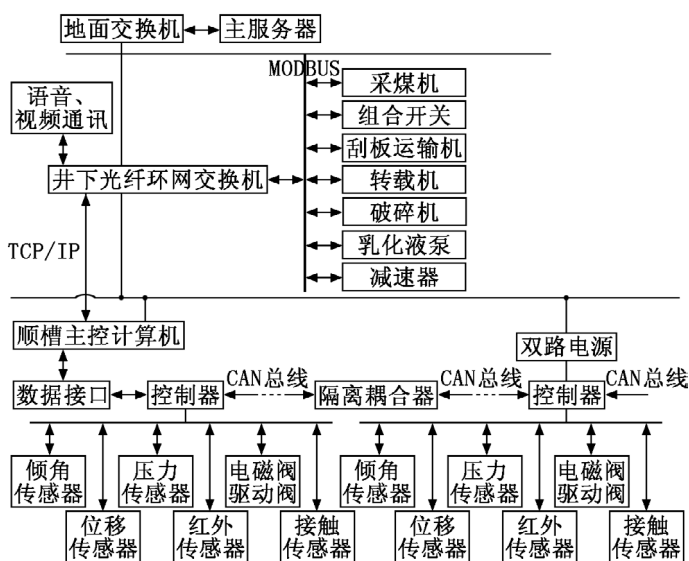 地面交换机
主服务器
MODBUS
语音、
视频通讯
采煤机
组合开关
刮板运输机
井下光纤环网交换机
转载机
破碎机
TCP/IP
乳化液泵
减速器
顺槽主控计算机
双路电源
数据接口
控制器
CAN总线
隔离耦合器
CAN总线
控制器
CAN总线
倾角
传感器
压力
传感器
电磁阀
驱动阀
倾角
传感器
压力
传感器
电磁阀
驱动阀
位移
传感器
红外
传感器
接触
传感器
位移
传感器
红外
传感器
接触
传感器